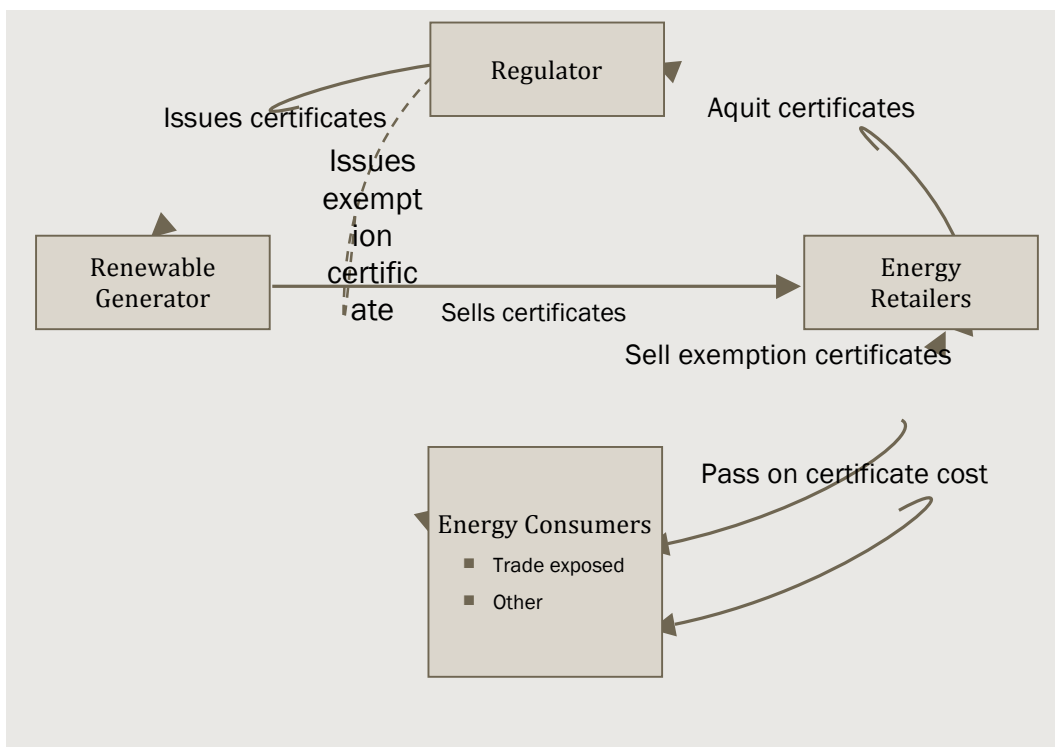 Regulator
Issues certificates
Aquit certificates
Issues
exempt
ion
certific
ate
Renewable
Generator
Energy
Retailers
Sells certificates
Sell exemption certificates
Pass on certificate cost
Energy Consumers
Trade exposed
Other